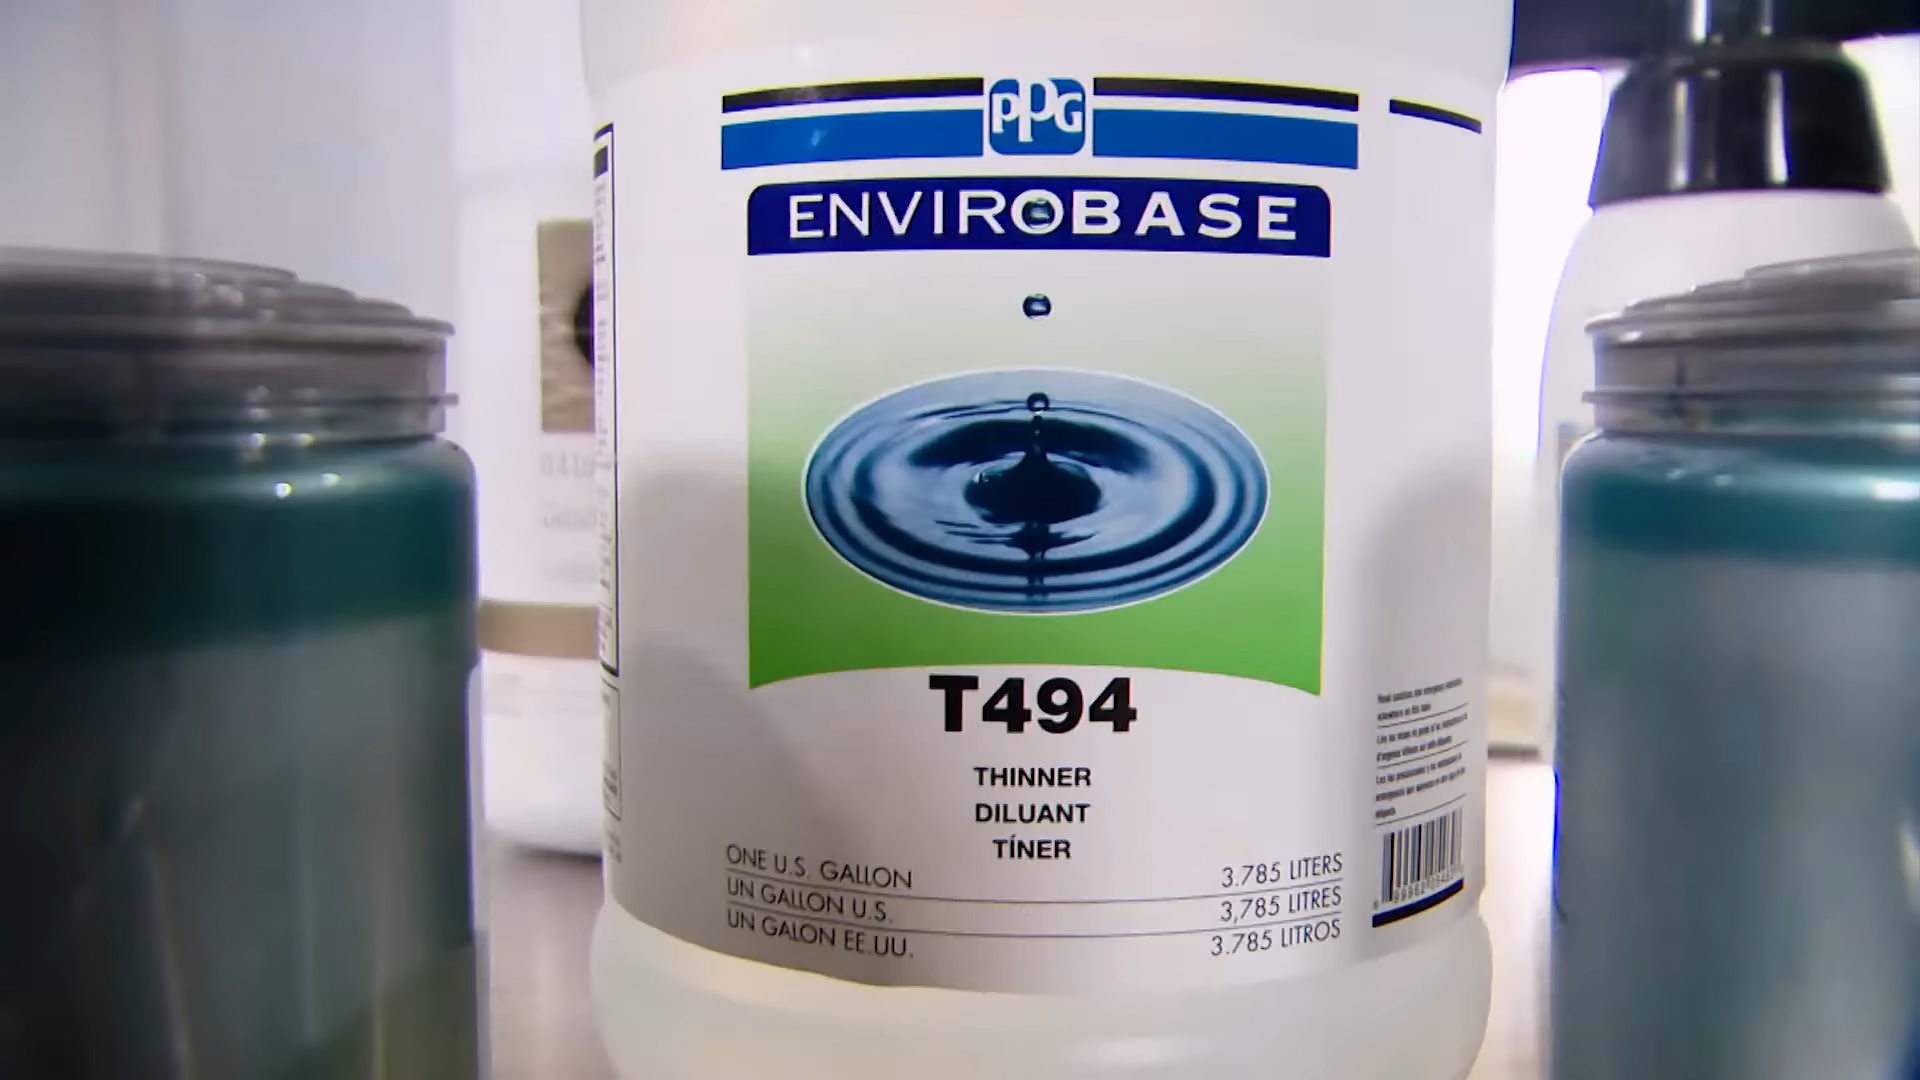 PPG
ENVIROBASE
T494
THINNER
DILUANT
TÍNER
ONE U.S. GALLON 3.785 LITERS
UN GALLON U.S. 3,785 LITRES
UN GALON EE.UU. 3.785 LITROS